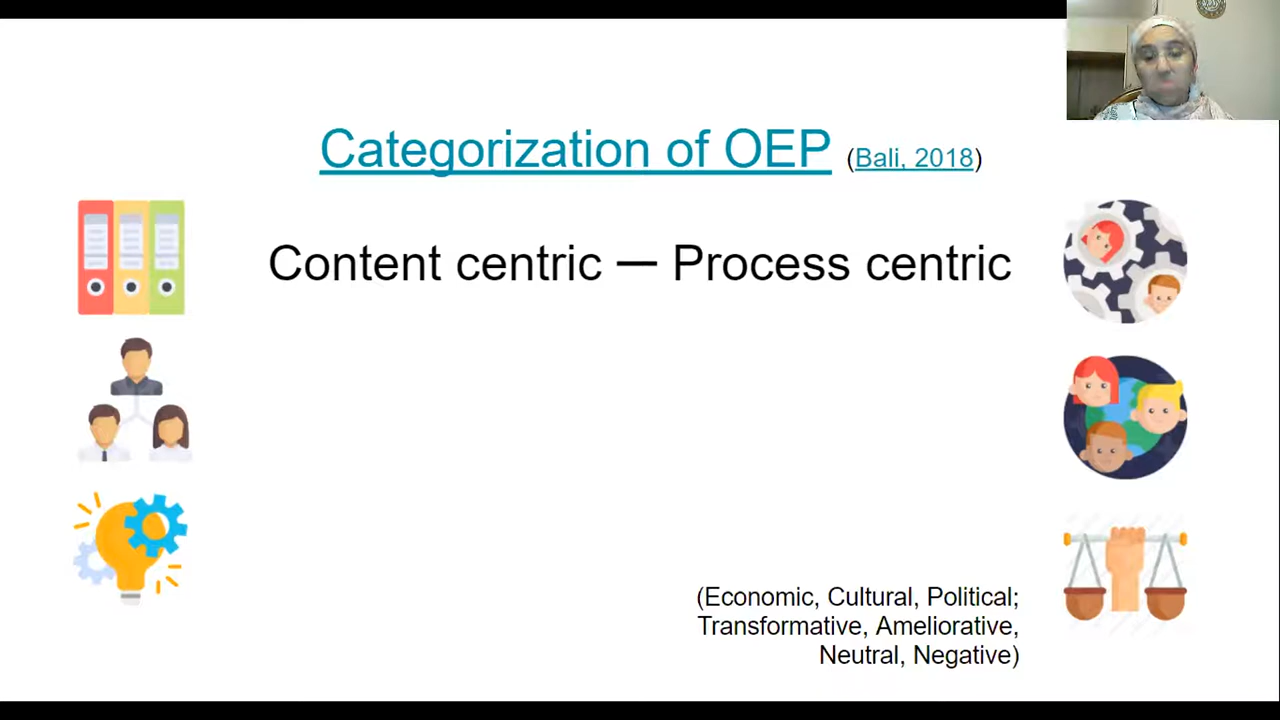 Categorization of OEP (Bali, 2018)
Content centric — Process centric
(Economic, Cultural, Political;
Transformative, Ameliorative,
Neutral, Negative)